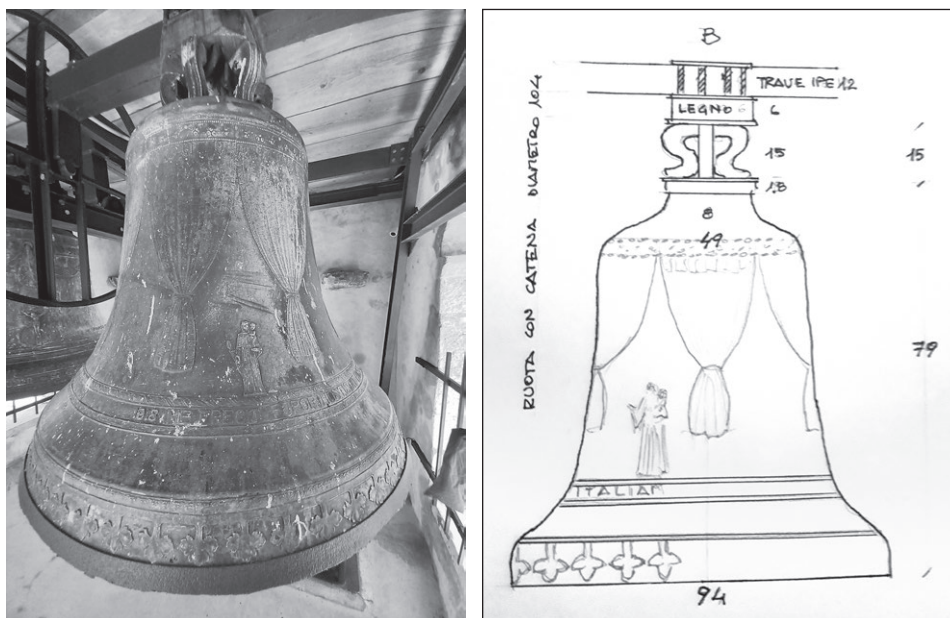 B
TRAVE IPE 12
LEGNO 6
15
15
1.8
8
49
79
ITALIAN
94
RUOTA CON CATENA DIAMETRO 104